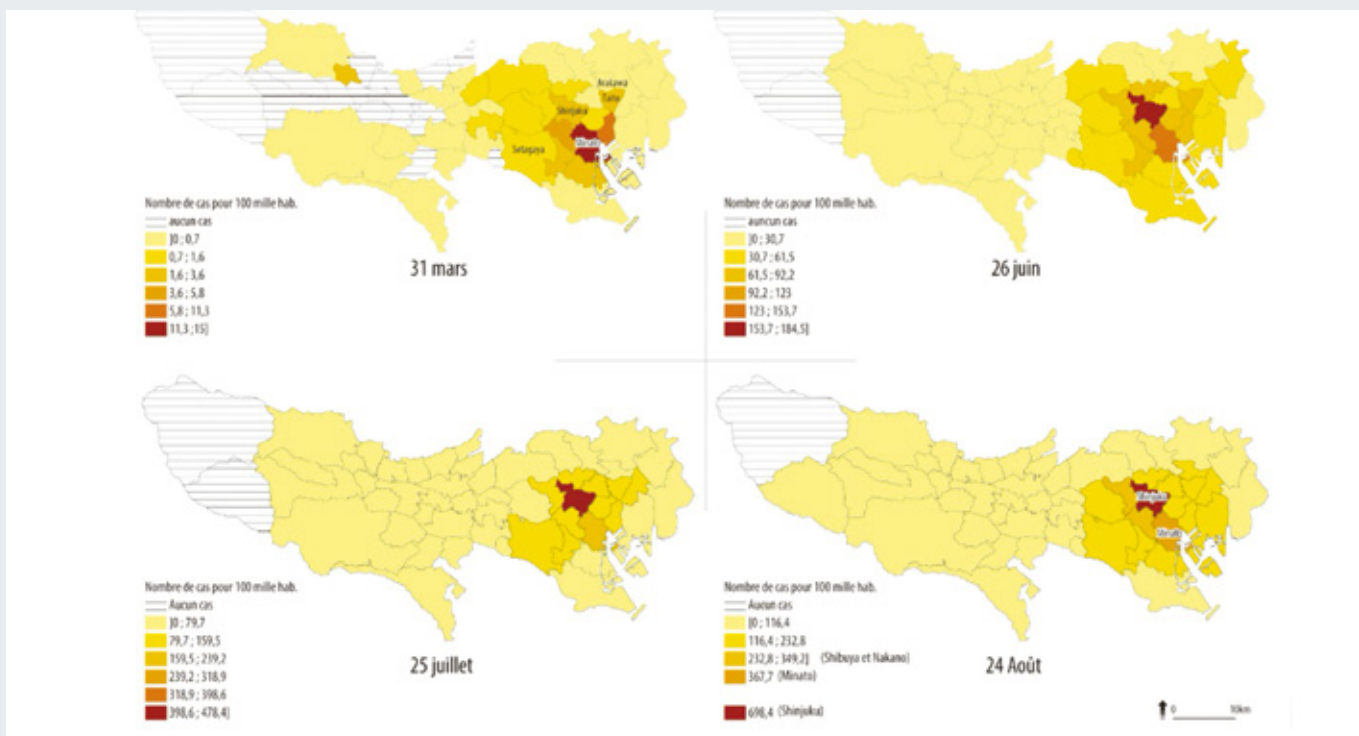 Arakawa
Taito
Shinjuku
Minato
Setagaya
Nombre de cas pour 100 mille hab.
aucun cas
]0 ; 0,7
0,7 ; 1,6
1,6 ; 3,6
3,6 ; 5,8
5,8 ; 11,3
11,3 ;15]
31 mars
Nombre de cas pour 100 mille hab.
auncun cas
]0 ; 30,7
30,7 ; 61,5
61,5 ; 92,2
92,2 ; 123
123 ; 153,7
153,7 ; 184,5]
26 juin
Nombre de cas pour 100 mille hab.
Aucun cas
]0 ; 79,7
79,7 ; 159,5
159,5 ; 239,2
239,2 ; 318,9
318,9 ; 398,6
398,6 ; 478,4]
25 juillet
Shinjuku
Minato
Nombre de cas pour 100 mille hab.
Aucun cas
]0 ; 116,4
116,4 ; 232,8
232,8 ; 349,2] (Shibuya et Nakano)
367,7 (Minato)
698,4 (Shinjuku)
24 Août
0 10km